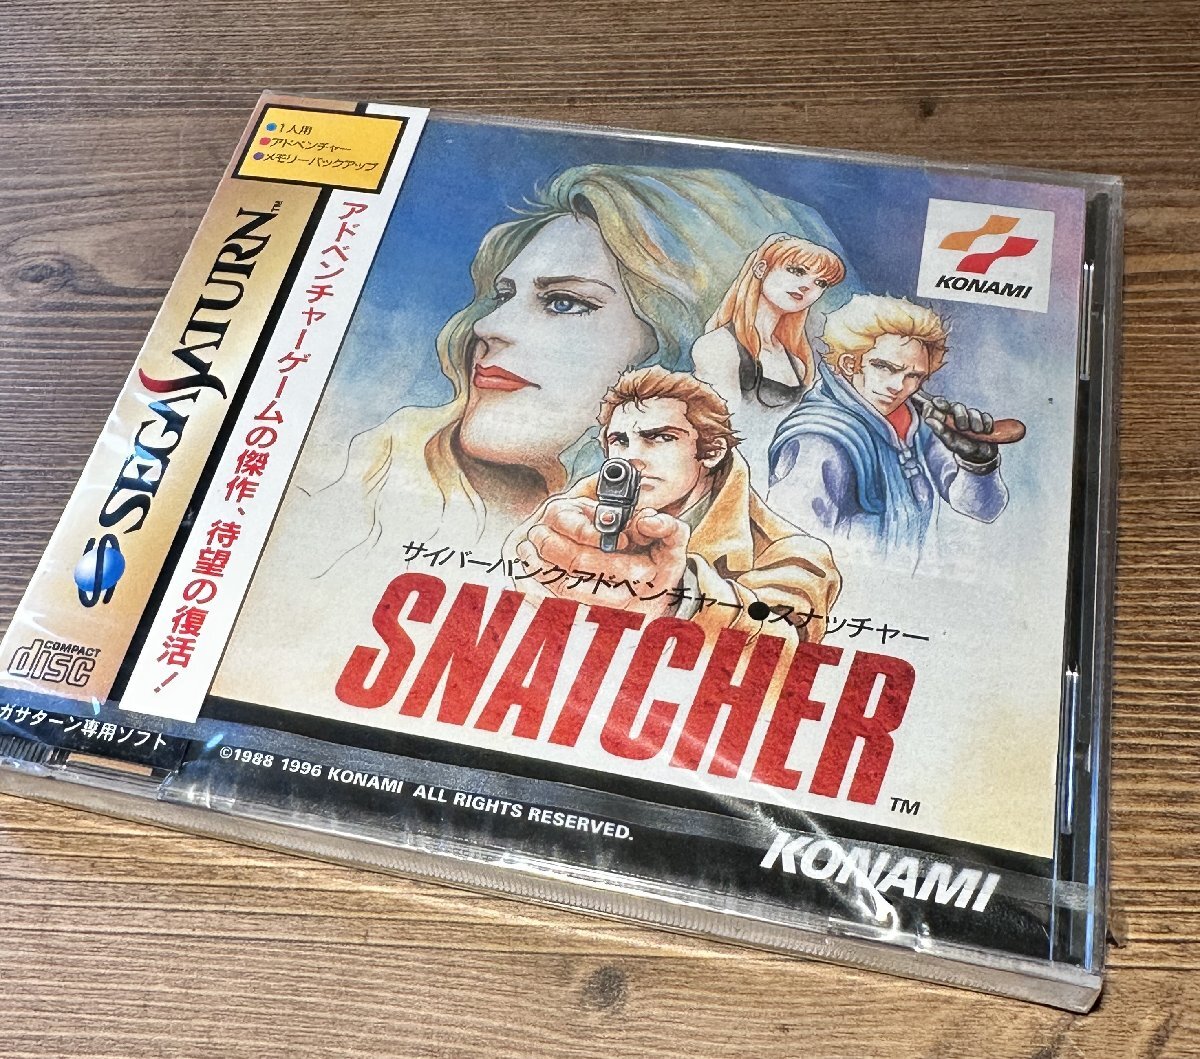 ●1人用
●アドベンチャー
●メモリーバックアップ
SEGA SATURN
TM
アドベンチャーゲームの傑作、待望の復活!
COMPACT
disc
ガサターン専用ソフト
KONAMI
サイバーパンク・アドベンチャー●スナッチャー
SNATCHER
TM
©1988 1996 KONAMI ALL RIGHTS RESERVED.
KONAMI